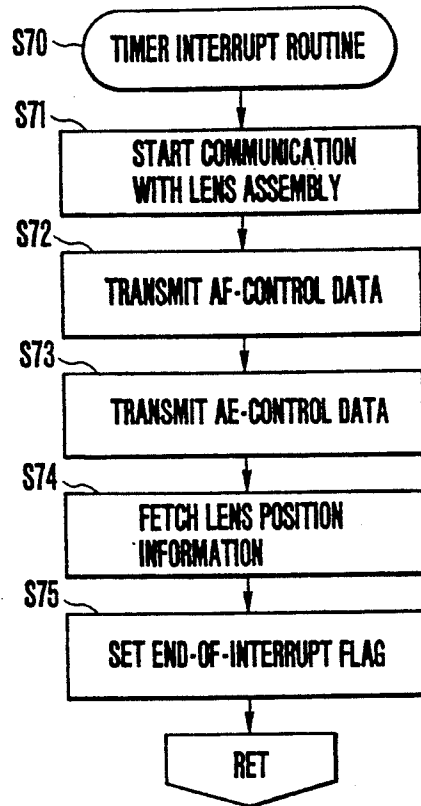 S70
TIMER INTERRUPT ROUTINE
S71
START COMMUNICATION
WITH LENS ASSEMBLY
S72
TRANSMIT AF-CONTROL DATA
S73
TRANSMIT AE-CONTROL DATA
S74
FETCH LENS POSITION
INFORMATION
S75
SET END-OF-INTERRUPT FLAG
RET